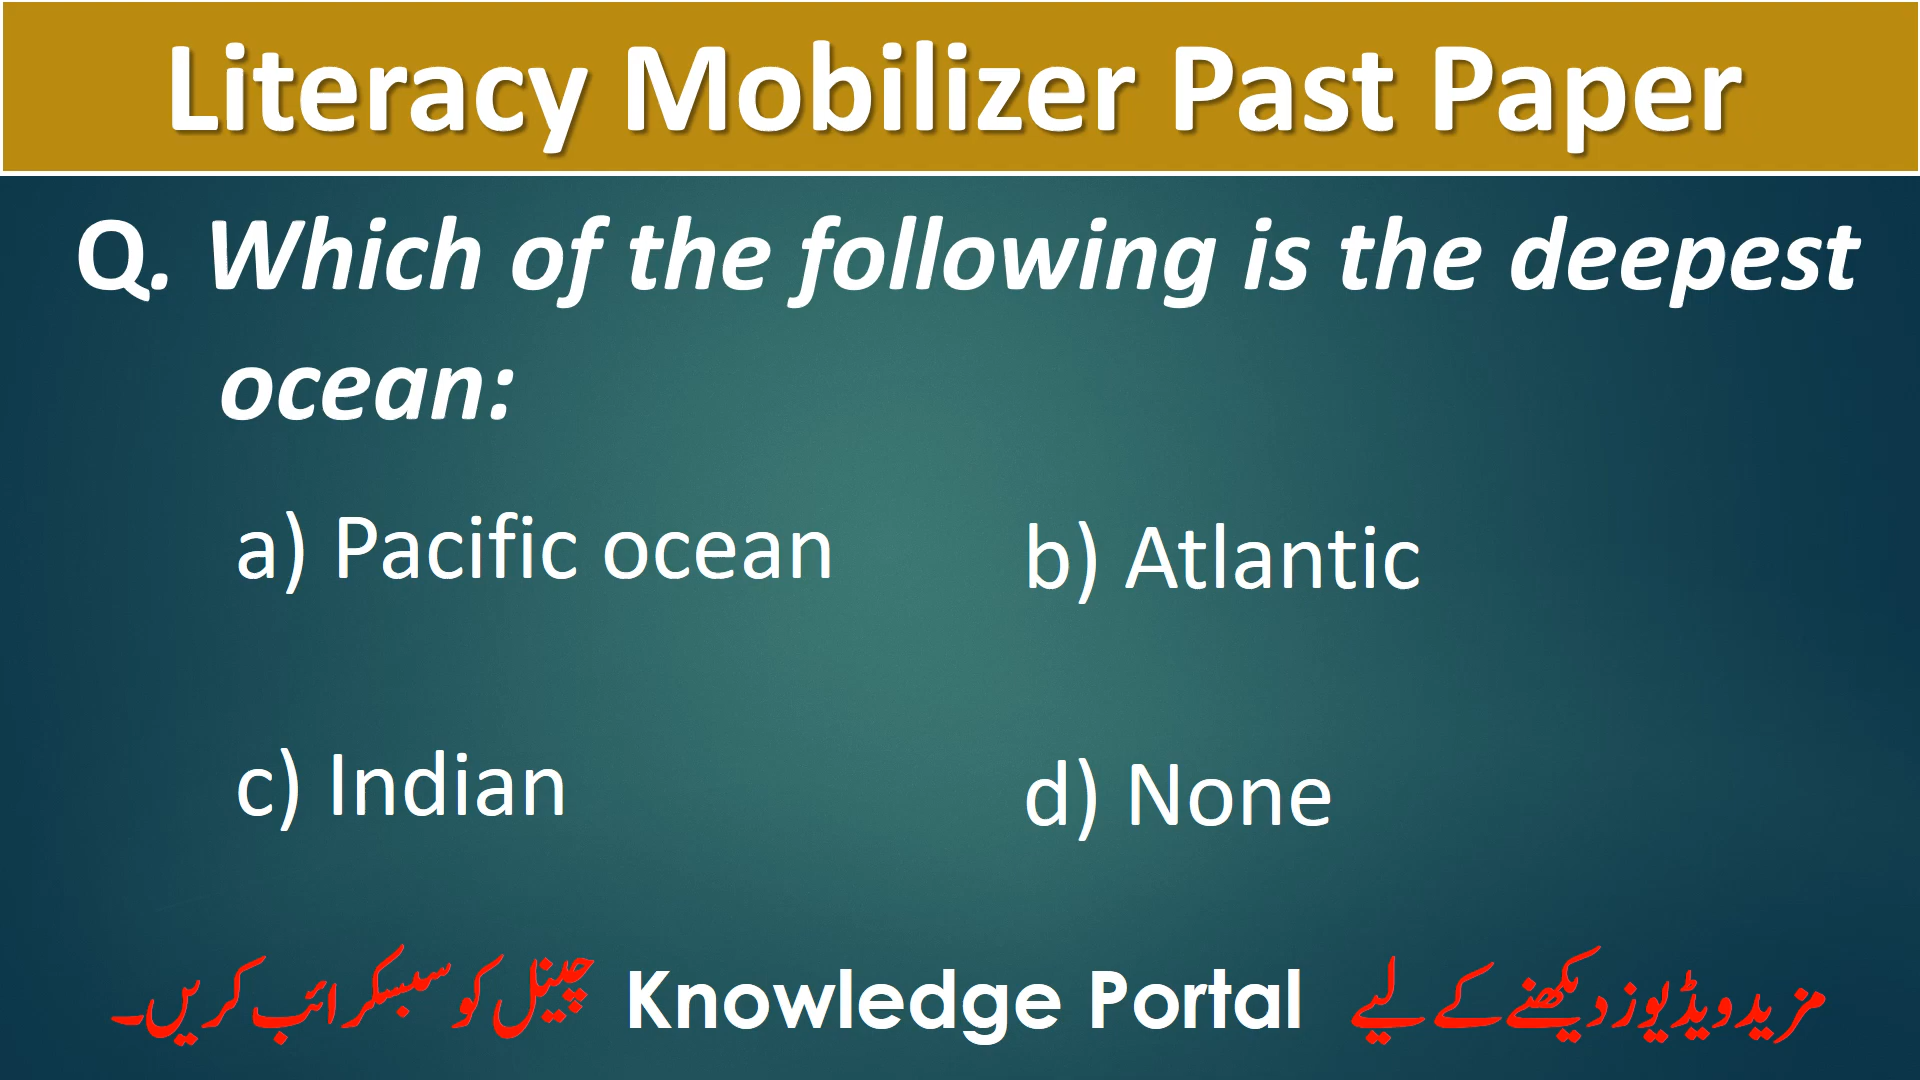 Literacy Mobilizer Past Paper
Q. Which of the following is the deepest
ocean:
a) Pacific ocean b) Atlantic
c) Indian d) None
مزید ویڈیوز دیکھنے کے لیے Knowledge Portal چینل کو سبسکرائب کریں۔